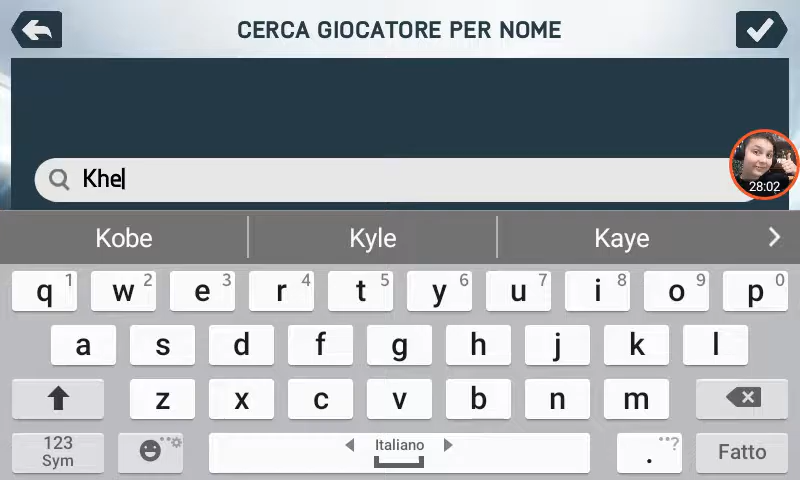 CERCA GIOCATORE PER NOME
Khe
28:02
Kobe Kyle Kaye
q 1 w 2 e 3 r 4 t 5 y 6 u 7 i 8 o 9 p 0
a s d f g h j k l
z x c v b n m
123 Sym Italiano . ? Fatto